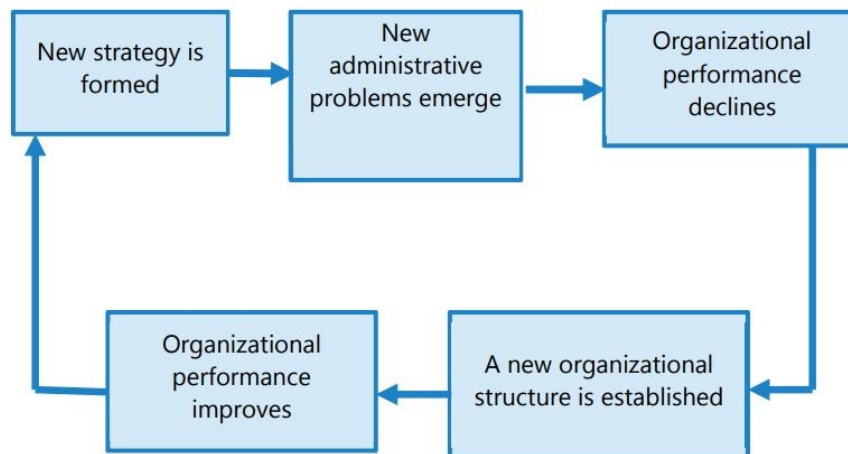 New strategy is
formed
New
administrative
problems emerge
Organizational
performance
declines
A new organizational
structure is established
Organizational
performance
improves